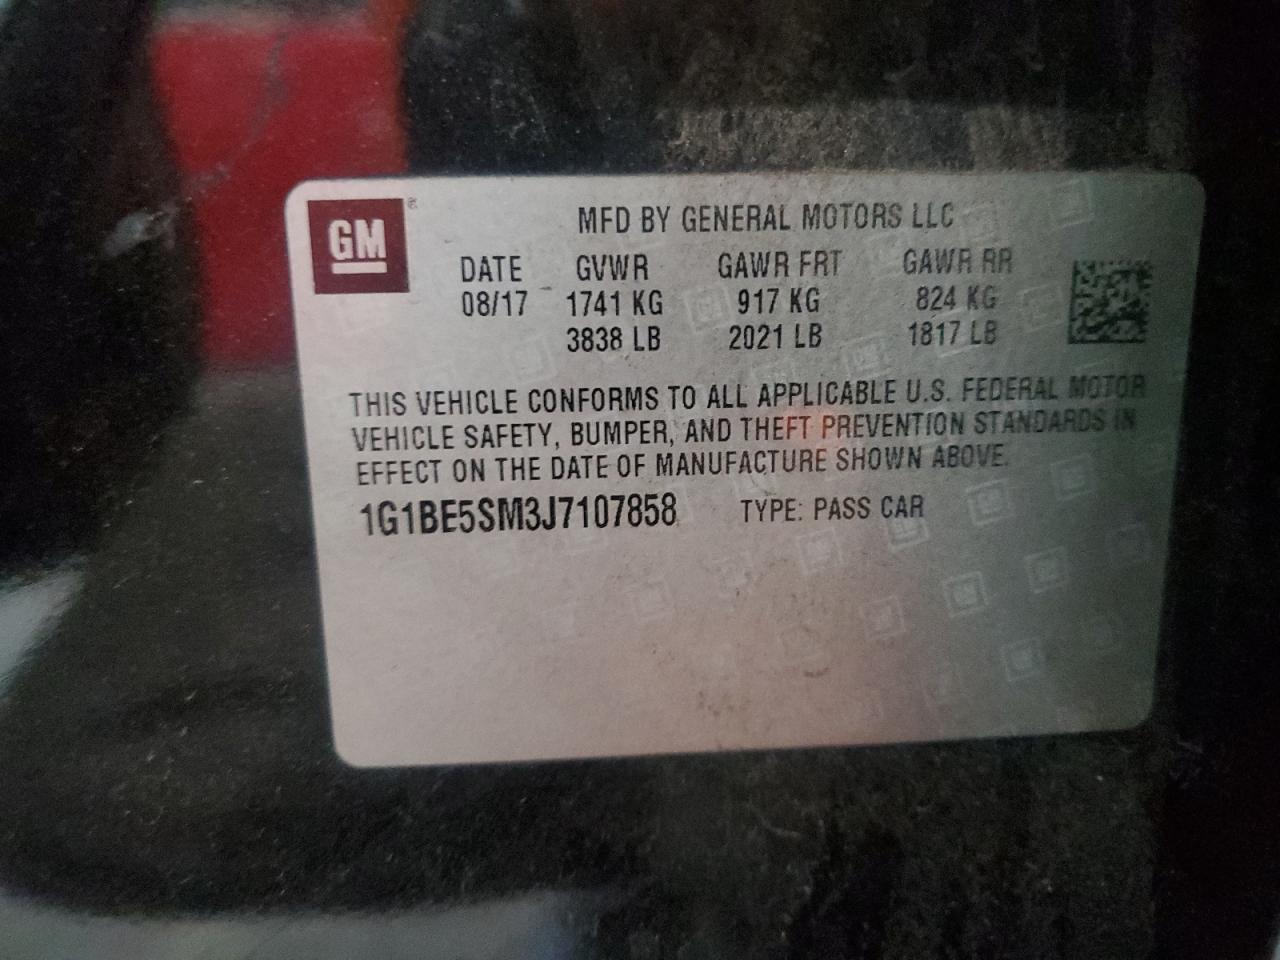 GM ®
MFD BY GENERAL MOTORS LLC
DATE GVWR GAWR FRT GAWR RR
08/17 1741 KG 917 KG 824 KG
3838 LB 2021 LB 1817 LB
THIS VEHICLE CONFORMS TO ALL APPLICABLE U.S. FEDERAL MOTOR
VEHICLE SAFETY, BUMPER, AND THEFT PREVENTION STANDARDS IN
EFFECT ON THE DATE OF MANUFACTURE SHOWN ABOVE.
1G1BE5SM3J7107858 TYPE: PASS CAR